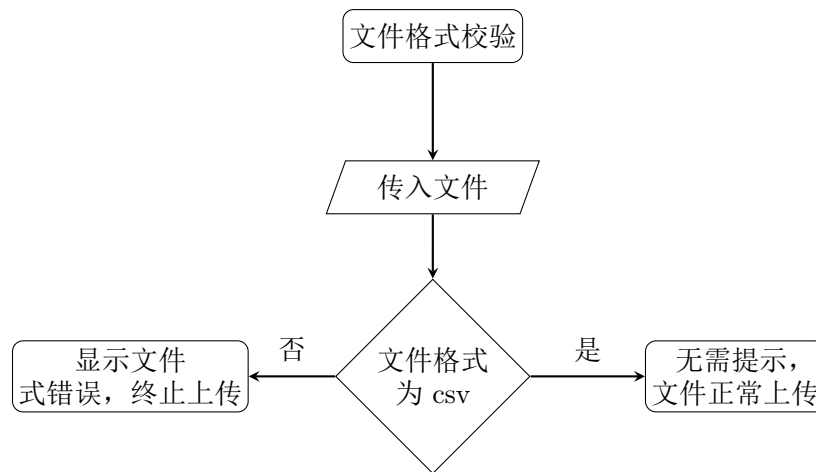 文件格式校验
传入文件
否
是
显示文件
式错误，终止上传
文件格式
为 csv
无需提示，
文件正常上传